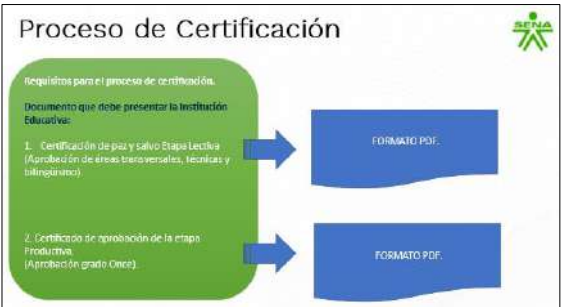 Proceso de Certificación
SENA
Requisitos para el proceso de certificación.
Documento que debe presentar la Institución
Educativa:
1. Certificación de paz y salvo Etapa Lectiva
(Aprobación de áreas transversales, técnicas y
bilingüismo).
FORMATO PDF.
2. Certificado de aprobación de la etapa
Productiva.
(Aprobación grado Once).
FORMATO PDF.